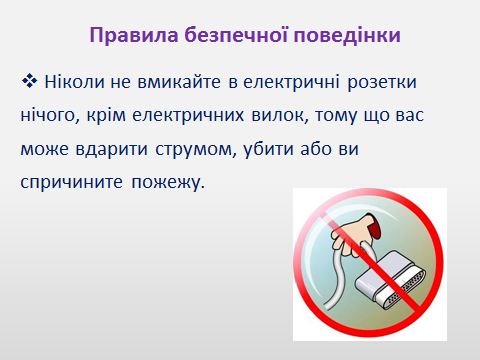 Правила безпечної поведінки
❖ Ніколи не вмикайте в електричні розетки
нічого, крім електричних вилок, тому що вас
може вдарити струмом, убити або ви
спричините пожежу.